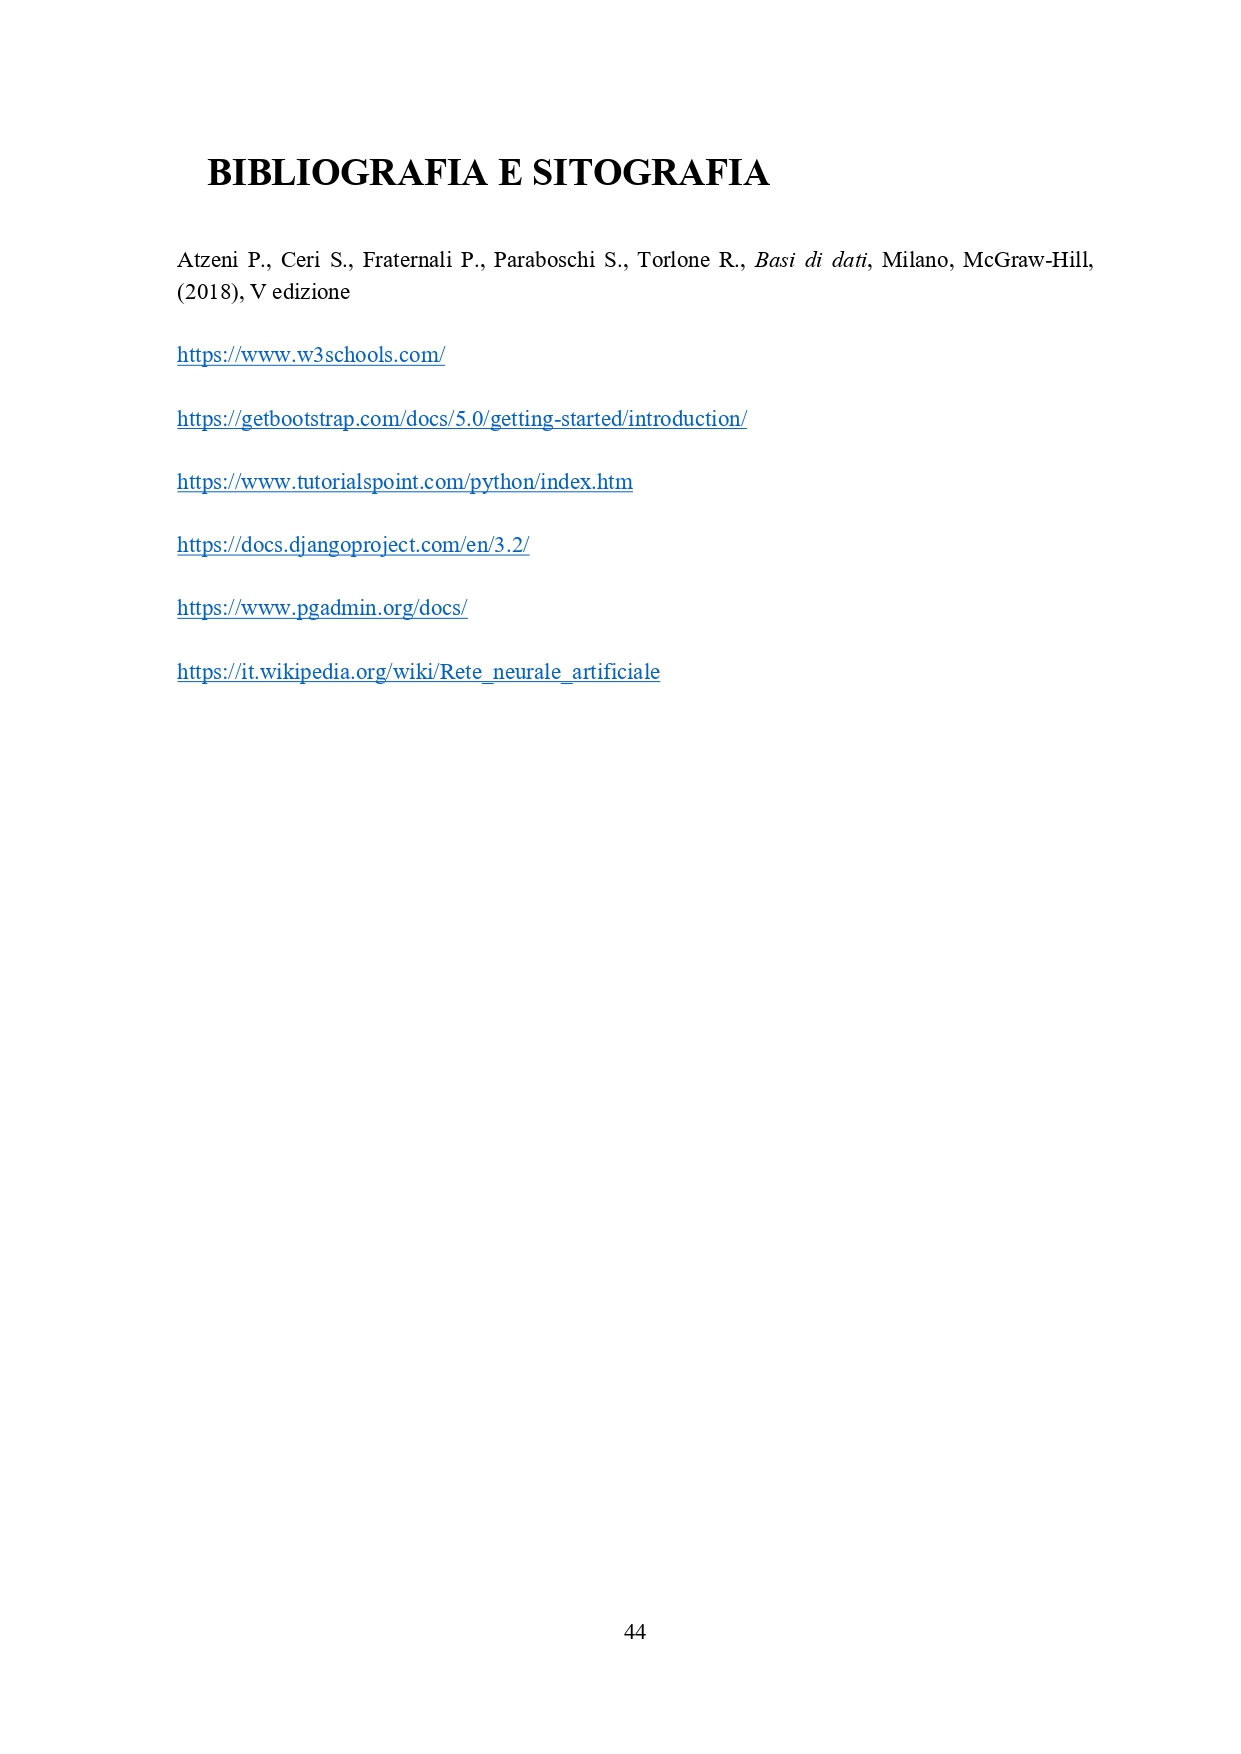 BIBLIOGRAFIA E SITOGRAFIA
Atzeni P., Ceri S., Fraternali P., Paraboschi S., Torlone R., Basi di dati, Milano, McGraw-Hill,
(2018), V edizione
https://www.w3schools.com/
https://getbootstrap.com/docs/5.0/getting-started/introduction/
https://www.tutorialspoint.com/python/index.htm
https://docs.djangoproject.com/en/3.2/
https://www.pgadmin.org/docs/
https://it.wikipedia.org/wiki/Rete_neurale_artificiale
44